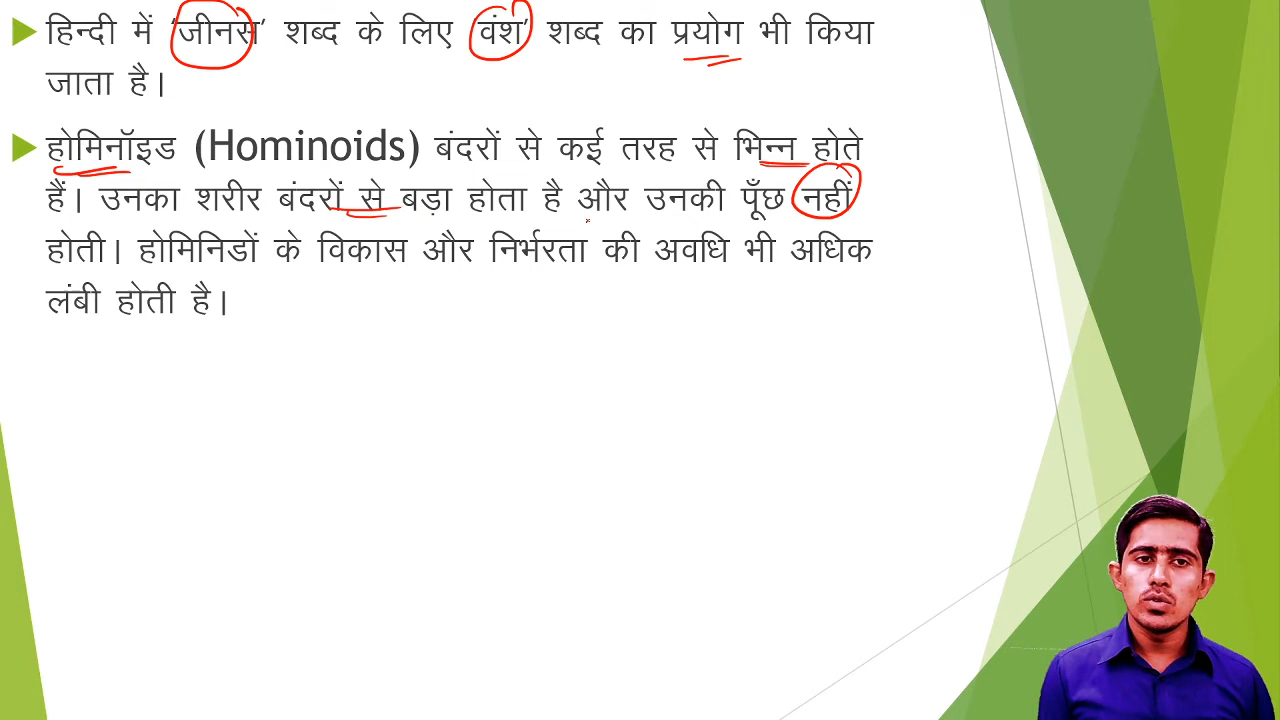 हिन्दी में 'जीनस' शब्द के लिए 'वंश' शब्द का प्रयोग भी किया
जाता है।
होमिनॉइड (Hominoids) बंदरों से कई तरह से भिन्न होते
हैं। उनका शरीर बंदरों से बड़ा होता है और उनकी पूँछ नहीं
होती। होमिनिडों के विकास और निर्भरता की अवधि भी अधिक
लंबी होती है।